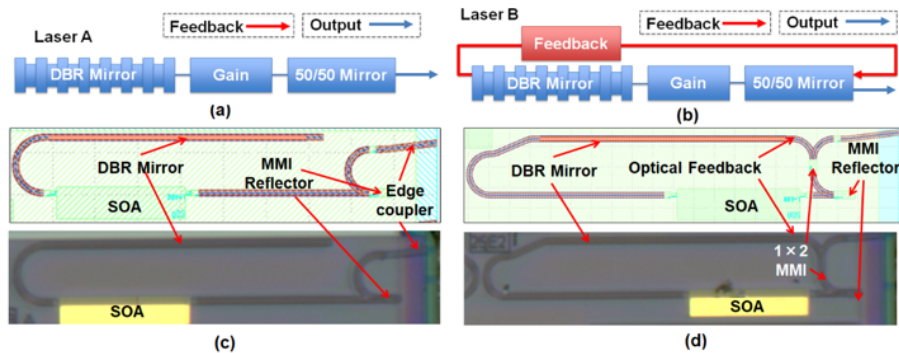 Laser A
Feedback
Output
DBR Mirror
Gain
50/50 Mirror
(a)
Laser B
Feedback
Output
Feedback
DBR Mirror
Gain
50/50 Mirror
(b)
DBR Mirror
MMI
Reflector
SOA
Edge
coupler
SOA
(c)
DBR Mirror
Optical Feedback
MMI
Reflector
SOA
1 × 2
MMI
SOA
(d)